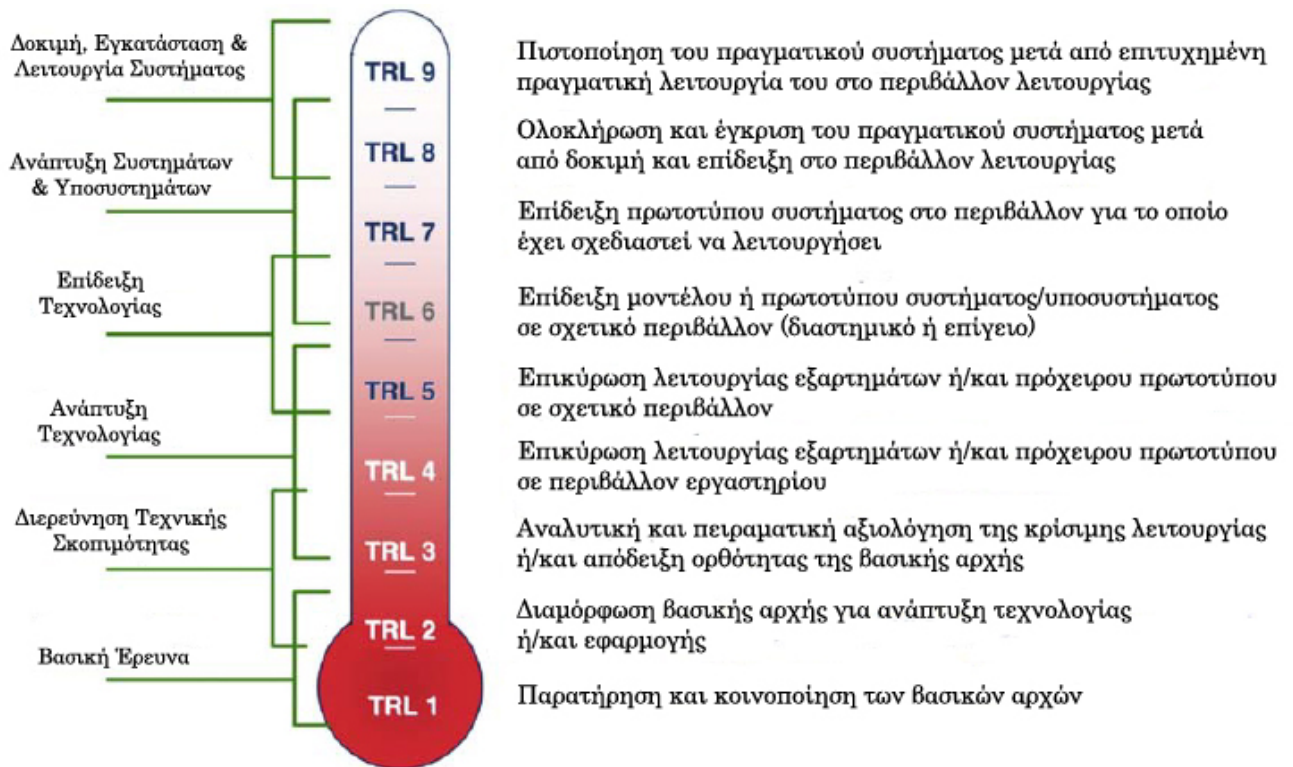 Δοκιμή, Εγκατάσταση &
Λειτουργία Συστήματος
Ανάπτυξη Συστημάτων
& Υποσυστημάτων
Επίδειξη
Τεχνολογίας
Ανάπτυξη
Τεχνολογίας
Διερεύνηση Τεχνικής
Σκοπιμότητας
Βασική Έρευνα
TRL 9
TRL 8
TRL 7
TRL 6
TRL 5
TRL 4
TRL 3
TRL 2
TRL 1
Πιστοποίηση του πραγματικού συστήματος μετά από επιτυχημένη
πραγματική λειτουργία του στο περιβάλλον λειτουργίας
Ολοκλήρωση και έγκριση του πραγματικού συστήματος μετά
από δοκιμή και επίδειξη στο περιβάλλον λειτουργίας
Επίδειξη πρωτοτύπου συστήματος στο περιβάλλον για το οποίο
έχει σχεδιαστεί να λειτουργήσει
Επίδειξη μοντέλου ή πρωτοτύπου συστήματος/υποσυστήματος
σε σχετικό περιβάλλον (διαστημικό ή επίγειο)
Επικύρωση λειτουργίας εξαρτημάτων ή/και πρόχειρου πρωτοτύπου
σε σχετικό περιβάλλον
Επικύρωση λειτουργίας εξαρτημάτων ή/και πρόχειρου πρωτοτύπου
σε περιβάλλον εργαστηρίου
Αναλυτική και πειραματική αξιολόγηση της κρίσιμης λειτουργίας
ή/και απόδειξη ορθότητας της βασικής αρχής
Διαμόρφωση βασικής αρχής για ανάπτυξη τεχνολογίας
ή/και εφαρμογής
Παρατήρηση και κοινοποίηση των βασικών αρχών